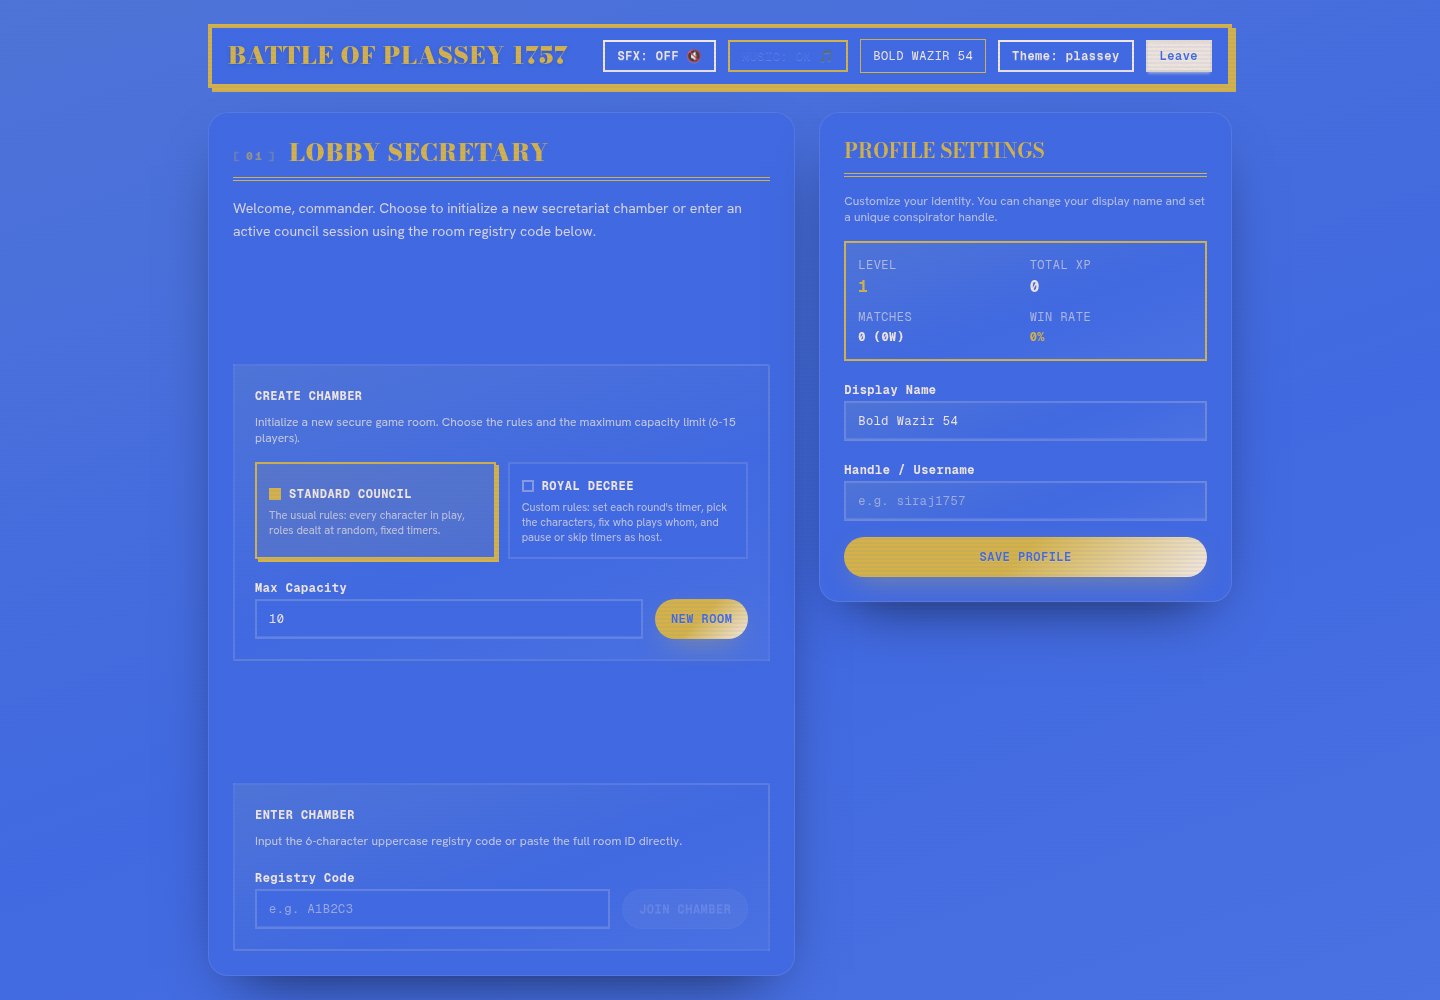 BATTLE OF PLASSEY 1757
SFX: OFF 🔇
MUSIC: ON 🎵
BOLD WAZIR 54
Theme: plassey
Leave
[ 01 ] LOBBY SECRETARY
Welcome, commander. Choose to initialize a new secretariat chamber or enter an
active council session using the room registry code below.
CREATE CHAMBER
Initialize a new secure game room. Choose the rules and the maximum capacity limit (6-15
players).
STANDARD COUNCIL
The usual rules: every character in play,
roles dealt at random, fixed timers.
ROYAL DECREE
Custom rules: set each round's timer, pick
the characters, fix who plays whom, and
pause or skip timers as host.
Max Capacity
10
NEW ROOM
ENTER CHAMBER
Input the 6-character uppercase registry code or paste the full room ID directly.
Registry Code
e.g. A1B2C3
JOIN CHAMBER
PROFILE SETTINGS
Customize your identity. You can change your display name and set
a unique conspirator handle.
LEVEL
1
TOTAL XP
0
MATCHES
0 (0W)
WIN RATE
0%
Display Name
Bold Wazir 54
Handle / Username
e.g. siraj1757
SAVE PROFILE